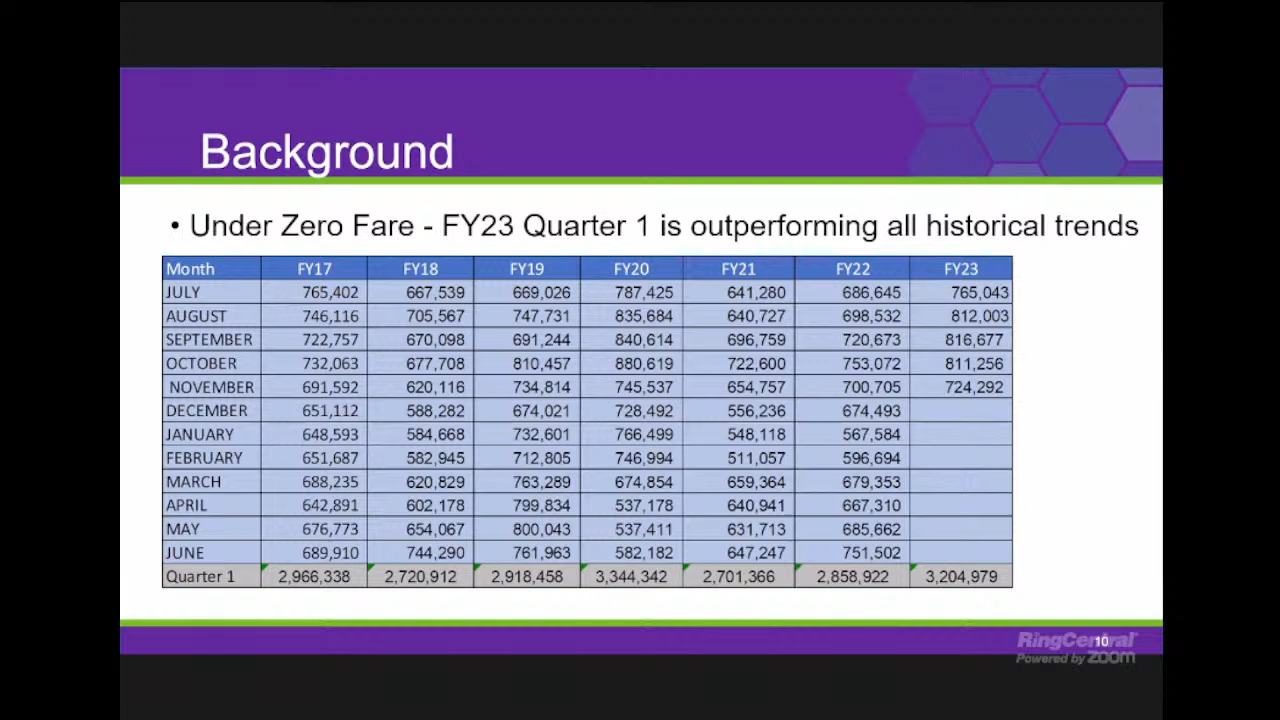 Background
• Under Zero Fare - FY23 Quarter 1 is outperforming all historical trends
Month FY17 FY18 FY19 FY20 FY21 FY22 FY23
JULY 765,402 667,539 669,026 787,425 641,280 686,645 765,043
AUGUST 746,116 705,567 747,731 835,684 640,727 698,532 812,003
SEPTEMBER 722,757 670,098 691,244 840,614 696,759 720,673 816,677
OCTOBER 732,063 677,708 810,457 880,619 722,600 753,072 811,256
NOVEMBER 691,592 620,116 734,814 745,537 654,757 700,705 724,292
DECEMBER 651,112 588,282 674,021 728,492 556,236 674,493
JANUARY 648,593 584,668 732,601 766,499 548,118 567,584
FEBRUARY 651,687 582,945 712,805 746,994 511,057 596,694
MARCH 688,235 620,829 763,289 674,854 659,364 679,353
APRIL 642,891 602,178 799,834 537,178 640,941 667,310
MAY 676,773 654,067 800,043 537,411 631,713 685,662
JUNE 689,910 744,290 761,963 582,182 647,247 751,502
Quarter 1 2,966,338 2,720,912 2,918,458 3,344,342 2,701,366 2,858,922 3,204,979
RingCentral
10
Powered by zoom